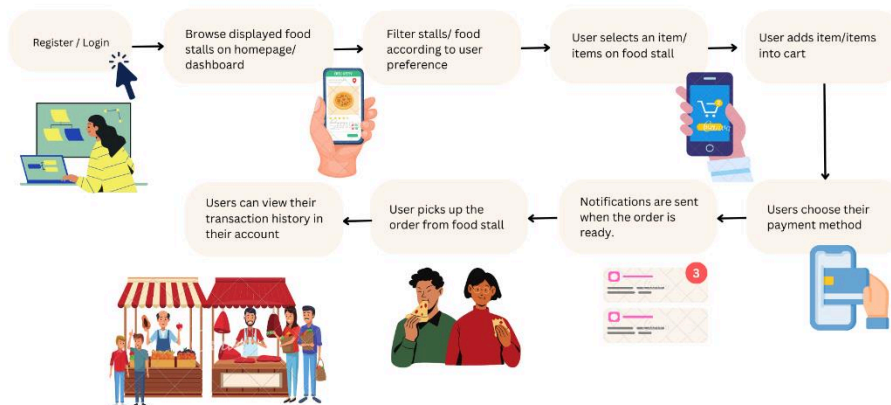 Register / Login
Browse displayed food
stalls on homepage/
dashboard
Filter stalls/ food
according to user
preference
User selects an item/
items on food stall
User adds item/items
into cart
Users choose their
payment method
Notifications are sent
when the order is
ready.
3
User picks up the
order from food stall
Users can view their
transaction history in
their account